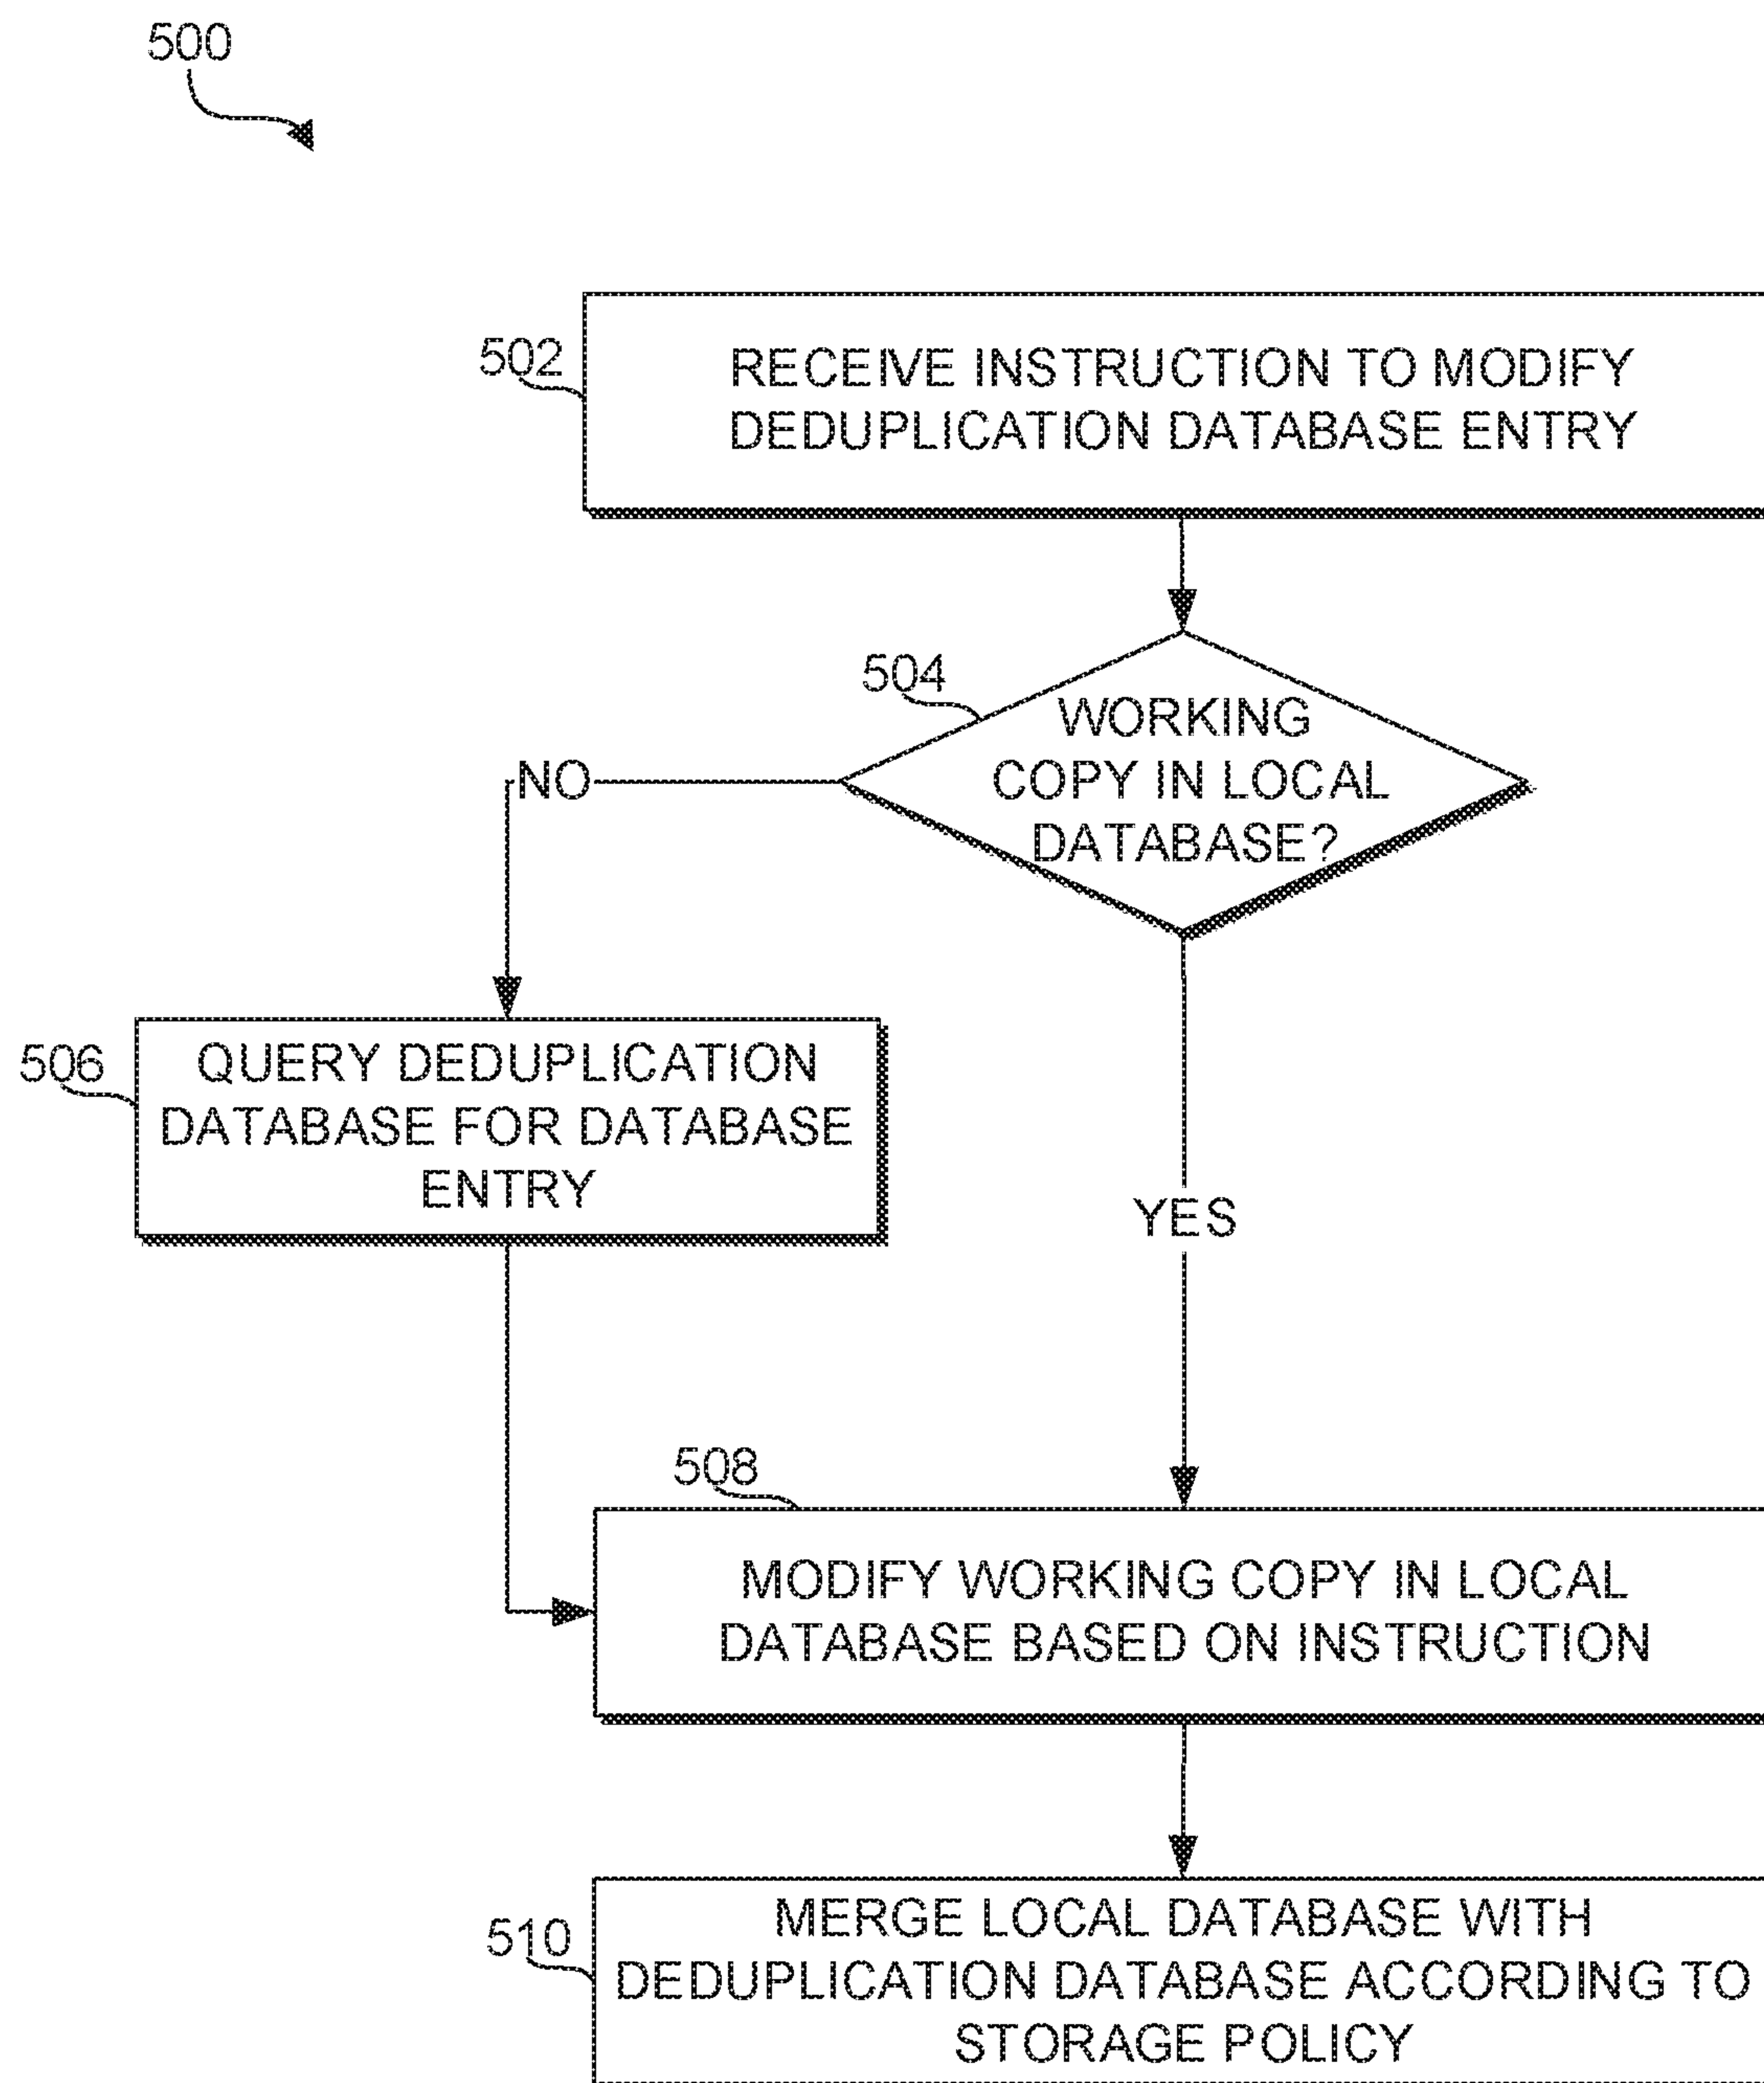 500
502
RECEIVE INSTRUCTION TO MODIFY
DEDUPLICATION DATABASE ENTRY
504
WORKING
COPY IN LOCAL
DATABASE?
NO
506
QUERY DEDUPLICATION
DATABASE FOR DATABASE
ENTRY
YES
508
MODIFY WORKING COPY IN LOCAL
DATABASE BASED ON INSTRUCTION
510
MERGE LOCAL DATABASE WITH
DEDUPLICATION DATABASE ACCORDING TO
STORAGE POLICY